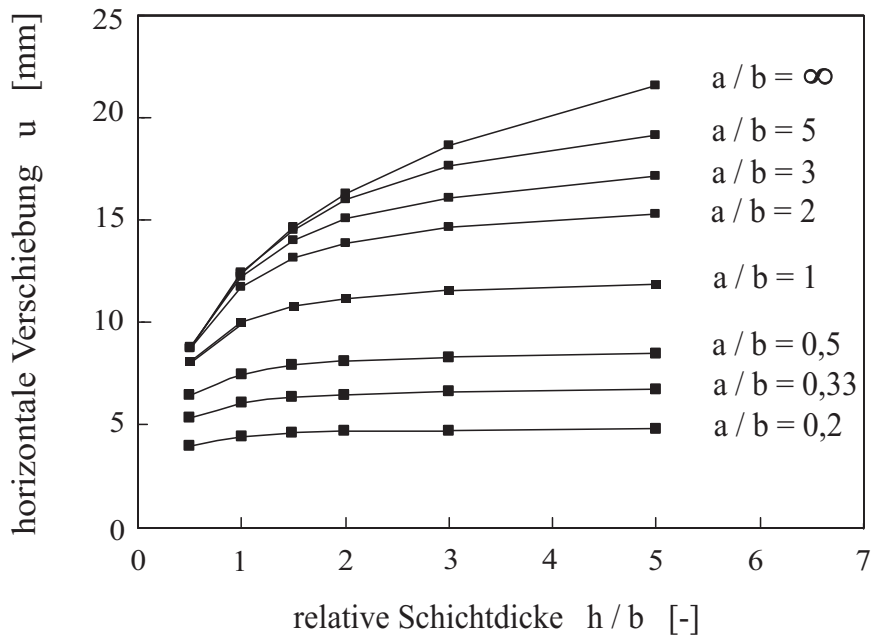 horizontale Verschiebung u [mm]
25
20
15
10
5
0
0 1 2 3 4 5 6 7
relative Schichtdicke h / b [-]
a / b = ∞
a / b = 5
a / b = 3
a / b = 2
a / b = 1
a / b = 0,5
a / b = 0,33
a / b = 0,2